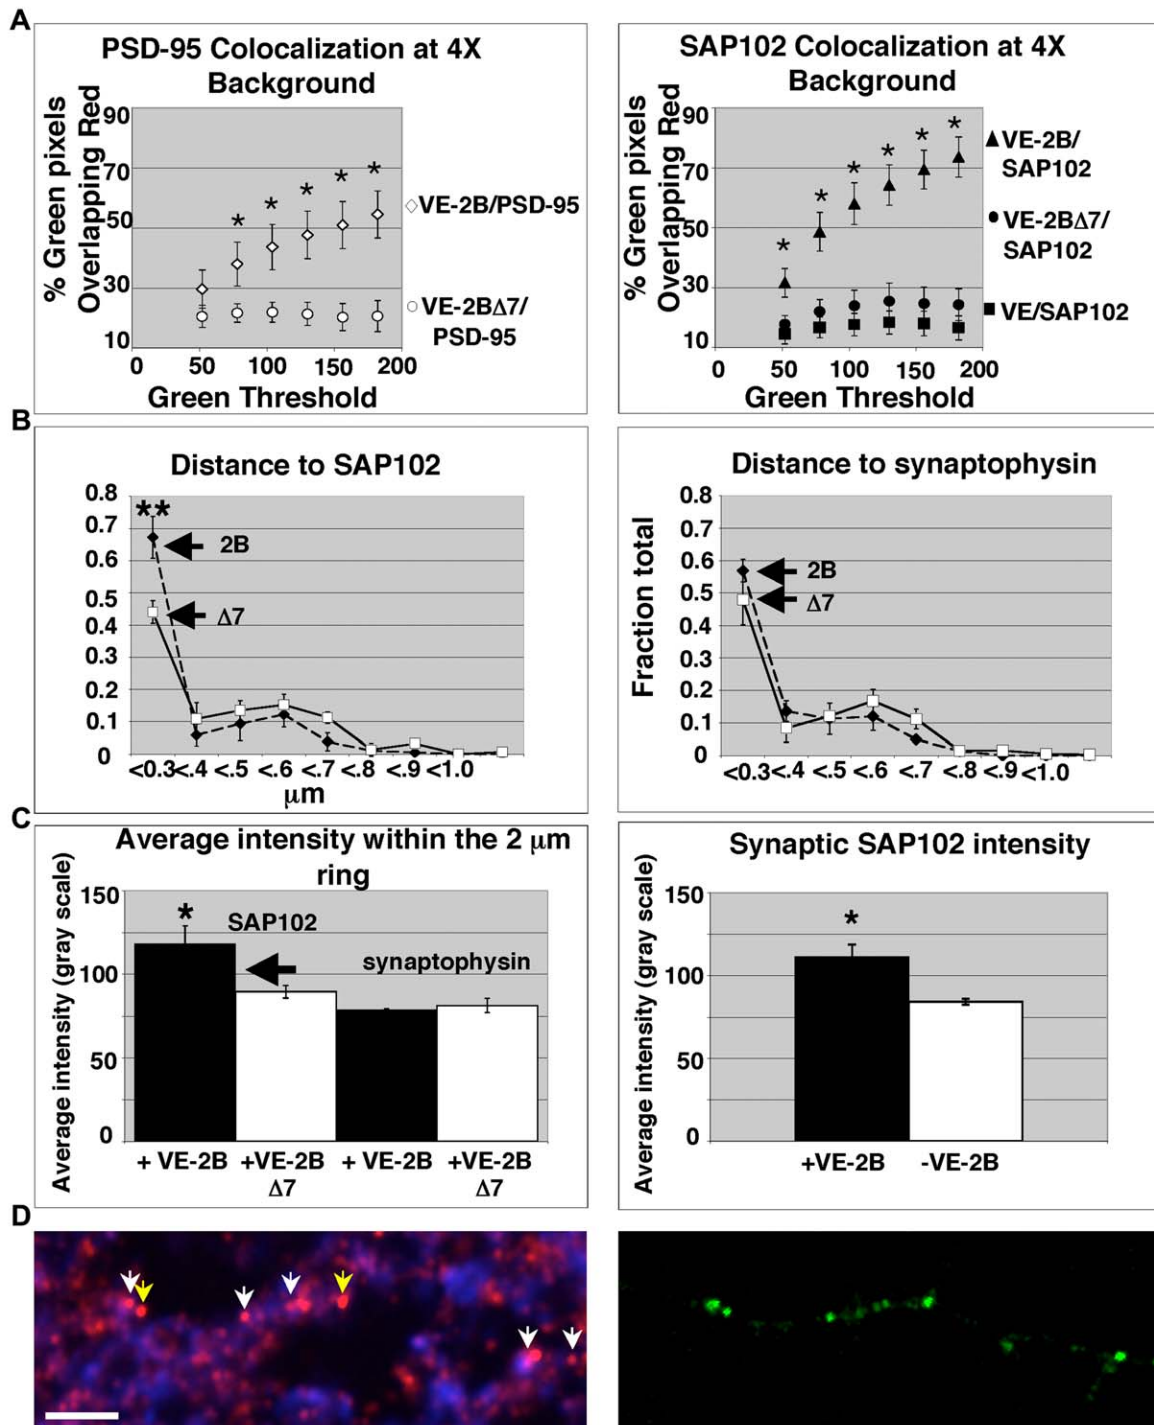 A
PSD-95 Colocalization at 4X
Background
% Green pixels
Overlapping Red
90
70
50
30
10
0 50 100 150 200
Green Threshold
* * * * *
VE-2B/PSD-95
VE-2BΔ7/
PSD-95
SAP102 Colocalization at 4X
Background
% Green pixels
Overlapping Red
90
70
50
30
10
0 50 100 150 200
Green Threshold
* * * * * *
VE-2B/
SAP102
VE-2BΔ7/
SAP102
VE/SAP102
B
Distance to SAP102
0.8
0.7
0.6
0.5
0.4
0.3
0.2
0.1
0
**
2B
Δ7
<0.3 <.4 <.5 <.6 <.7 <.8 <.9 <1.0
μm
Distance to synaptophysin
Fraction total
0.8
0.7
0.6
0.5
0.4
0.3
0.2
0.1
0
2B
Δ7
<0.3 <.4 <.5 <.6 <.7 <.8 <.9 <1.0
C
Average intensity within the 2 μm
ring
Average intensity (gray scale)
150
100
50
0
*
SAP102
synaptophysin
+ VE-2B +VE-2B + VE-2B +VE-2B
Δ7 Δ7
Synaptic SAP102 intensity
Average intensity (gray scale)
150
100
50
0
*
+VE-2B -VE-2B
D